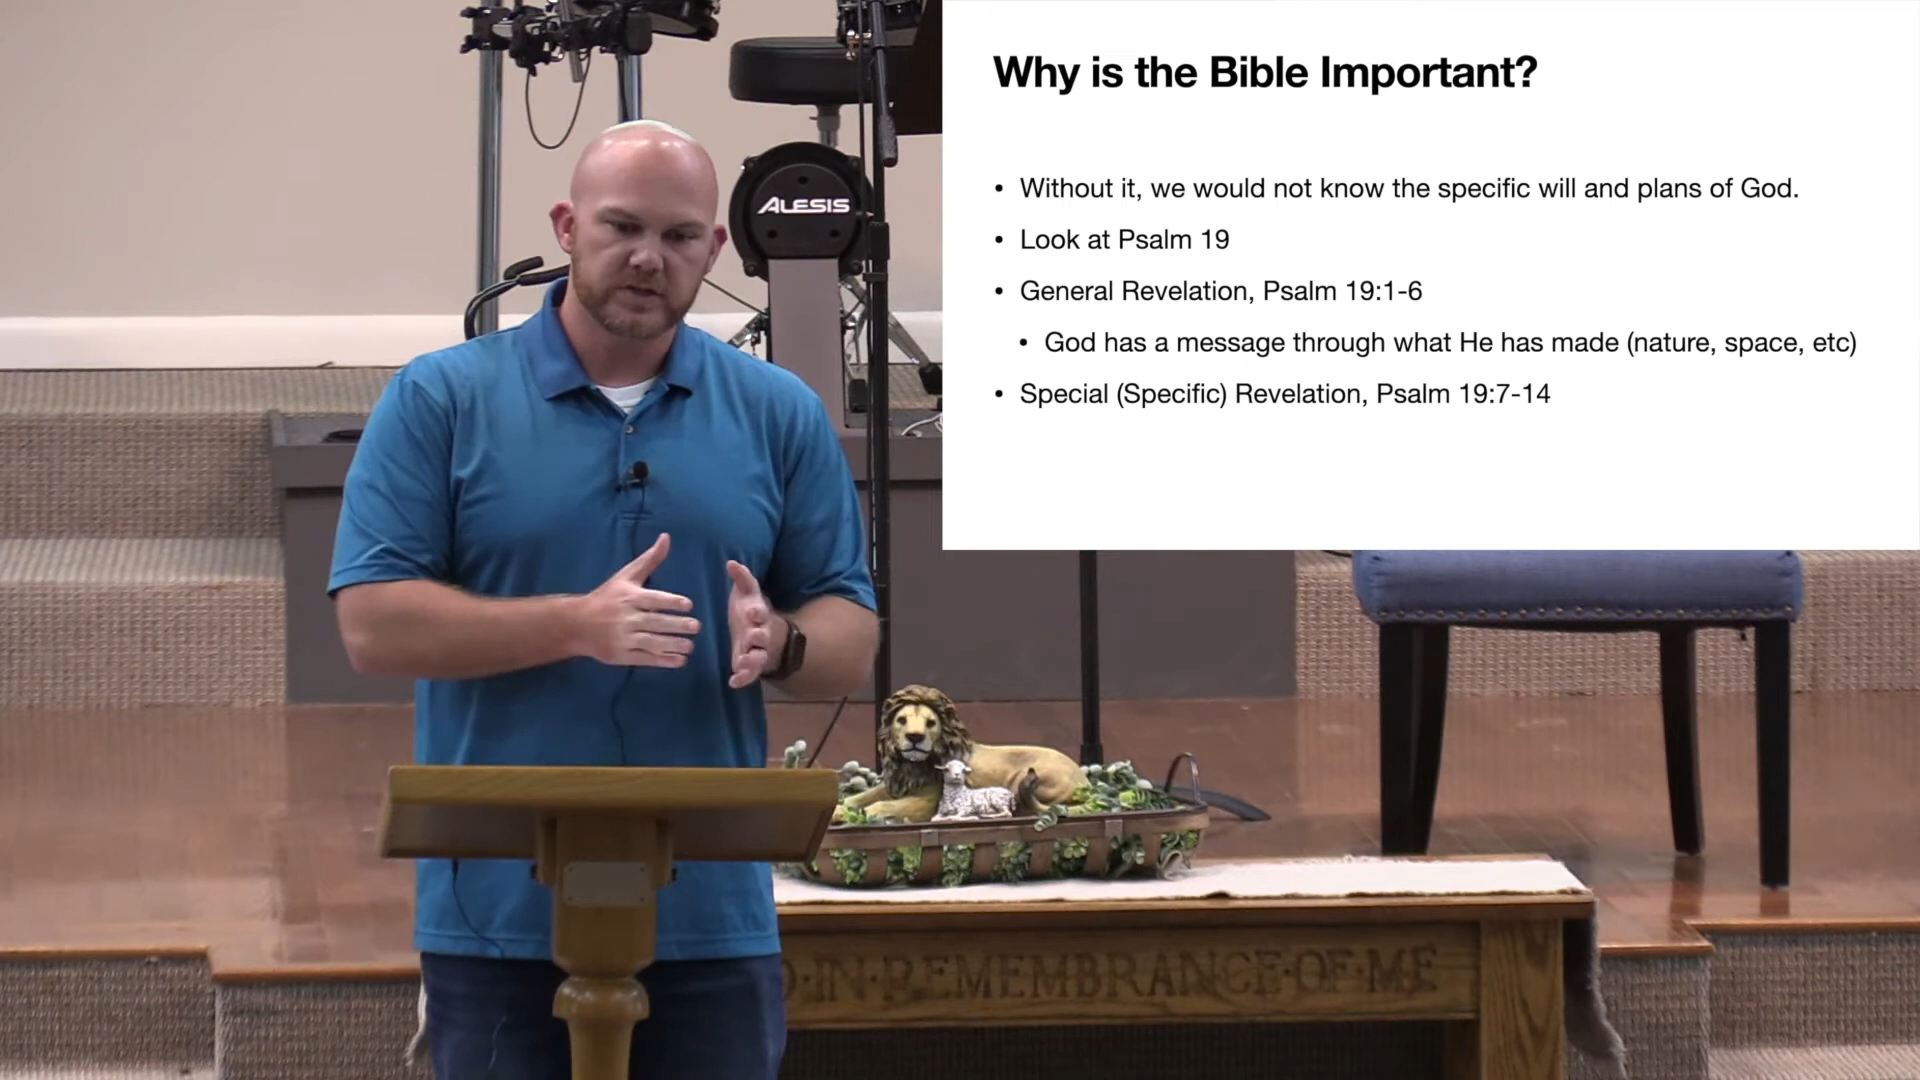 Why is the Bible Important?
• Without it, we would not know the specific will and plans of God.
• Look at Psalm 19
• General Revelation, Psalm 19:1-6
• God has a message through what He has made (nature, space, etc)
• Special (Specific) Revelation, Psalm 19:7-14
ALESIS
IN·REMEMBRANCE·OF·ME